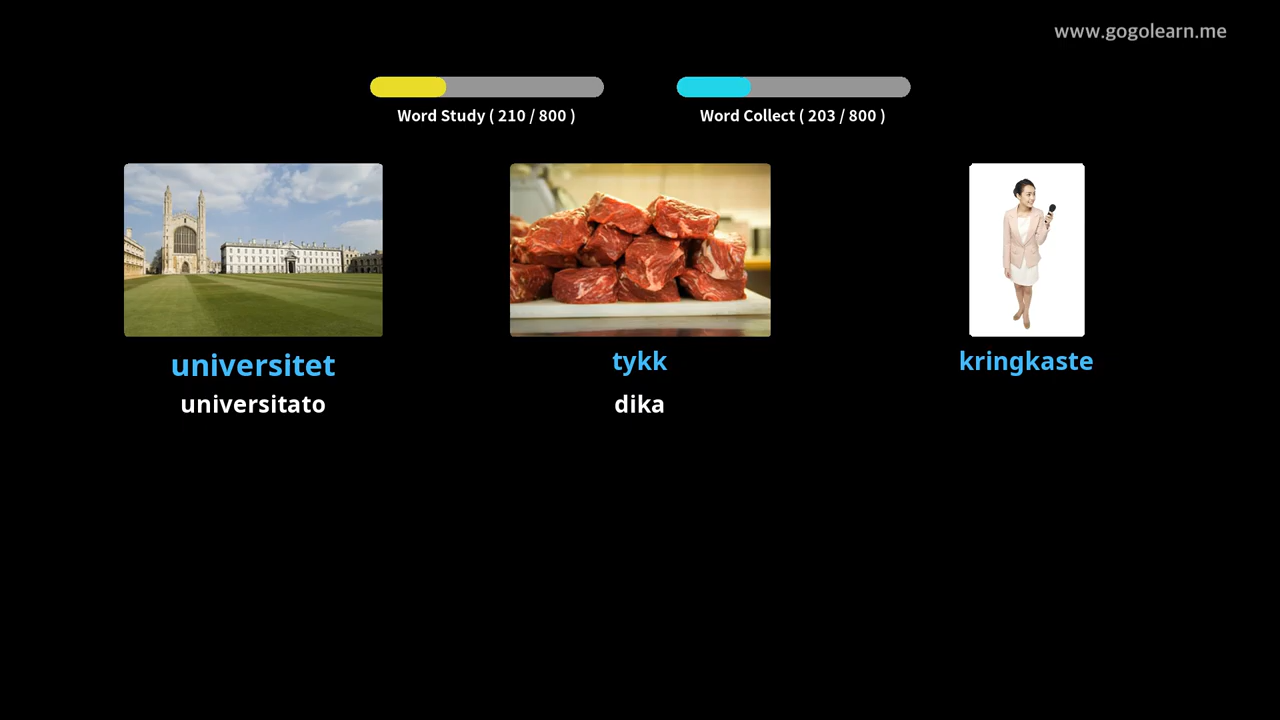 www.gogolearn.me
Word Study ( 210 / 800 )
Word Collect ( 203 / 800 )
universitet
universitato
tykk
dika
kringkaste